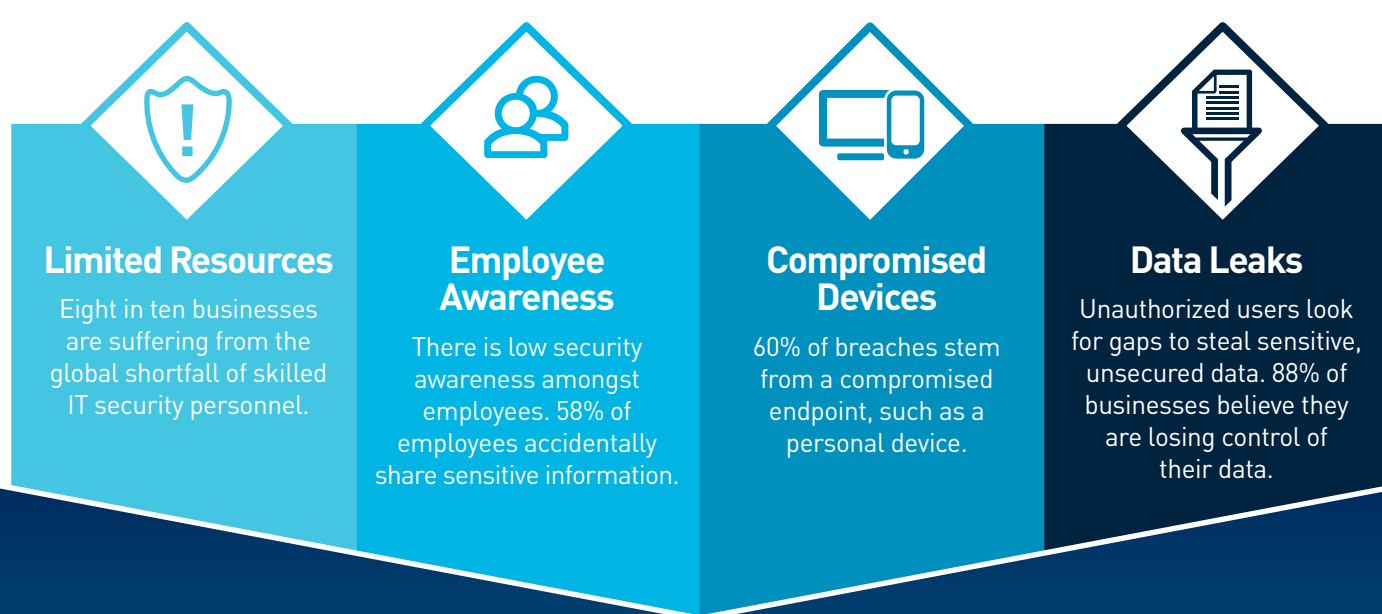 Limited Resources
Eight in ten businesses
are suffering from the
global shortfall of skilled
IT security personnel.
Employee
Awareness
There is low security
awareness amongst
employees. 58% of
employees accidentally
share sensitive information.
Compromised
Devices
60% of breaches stem
from a compromised
endpoint, such as a
personal device.
Data Leaks
Unauthorized users look
for gaps to steal sensitive,
unsecured data. 88% of
businesses believe they
are losing control of
their data.